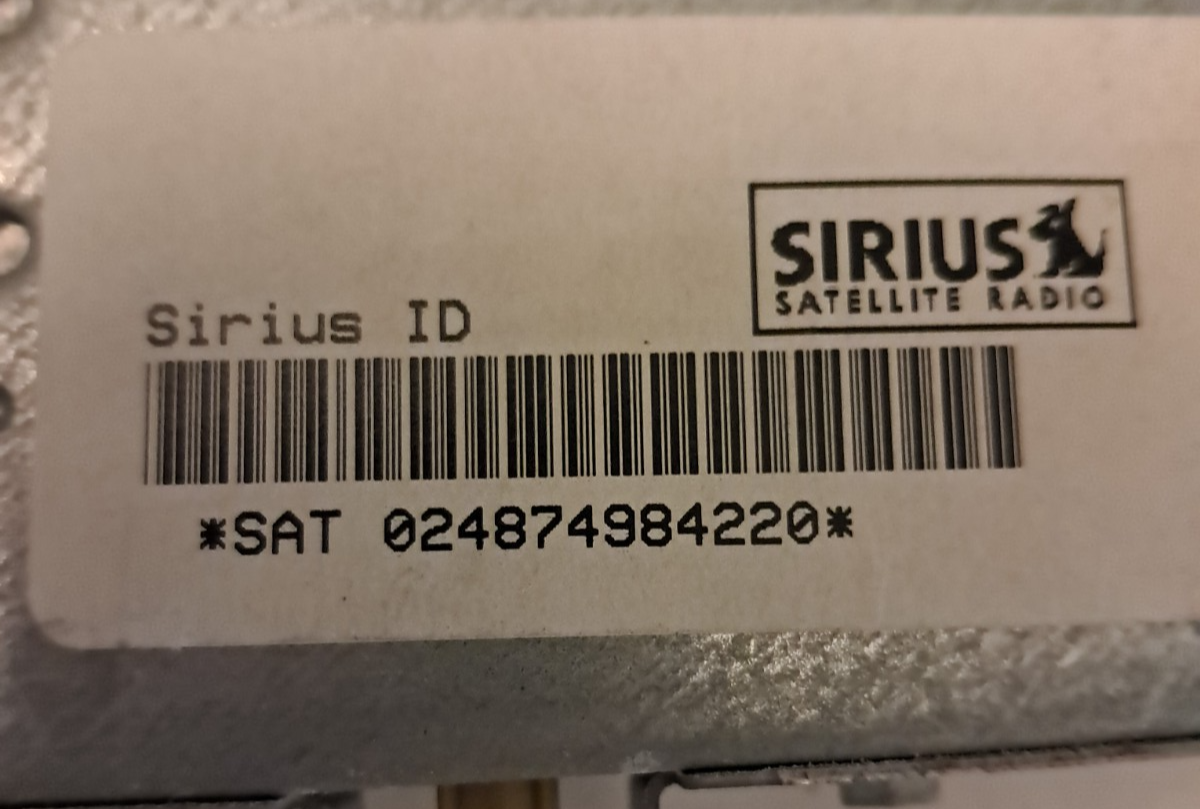 SIRIUS
SATELLITE RADIO
Sirius ID
*SAT 024874984220*